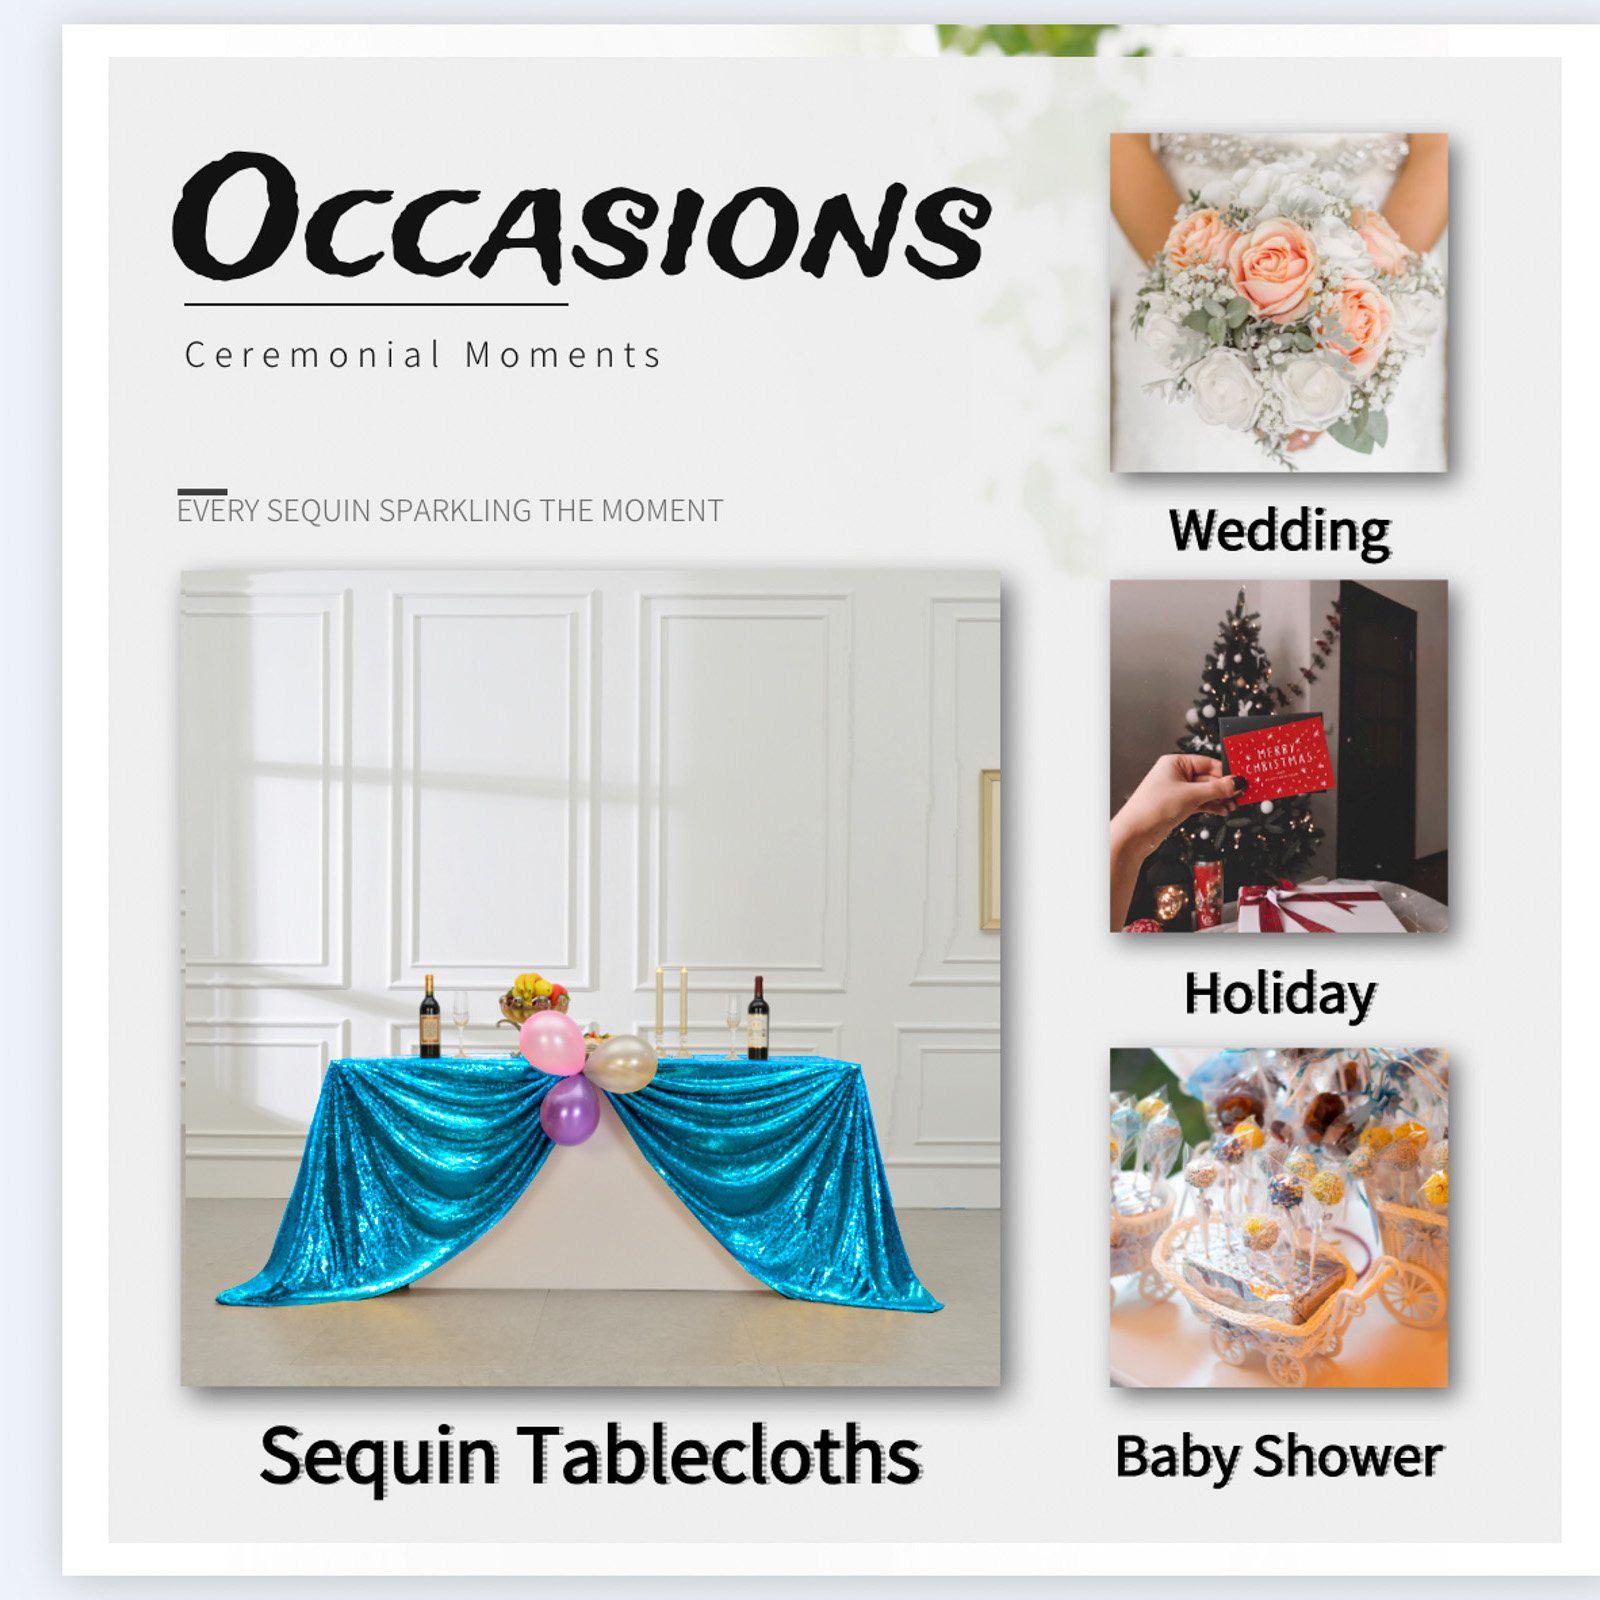 OCCASIONS
Ceremonial Moments
EVERY SEQUIN SPARKLING THE MOMENT
Sequin Tablecloths
Wedding
MERRY
CHRISTMAS
Holiday
Baby Shower